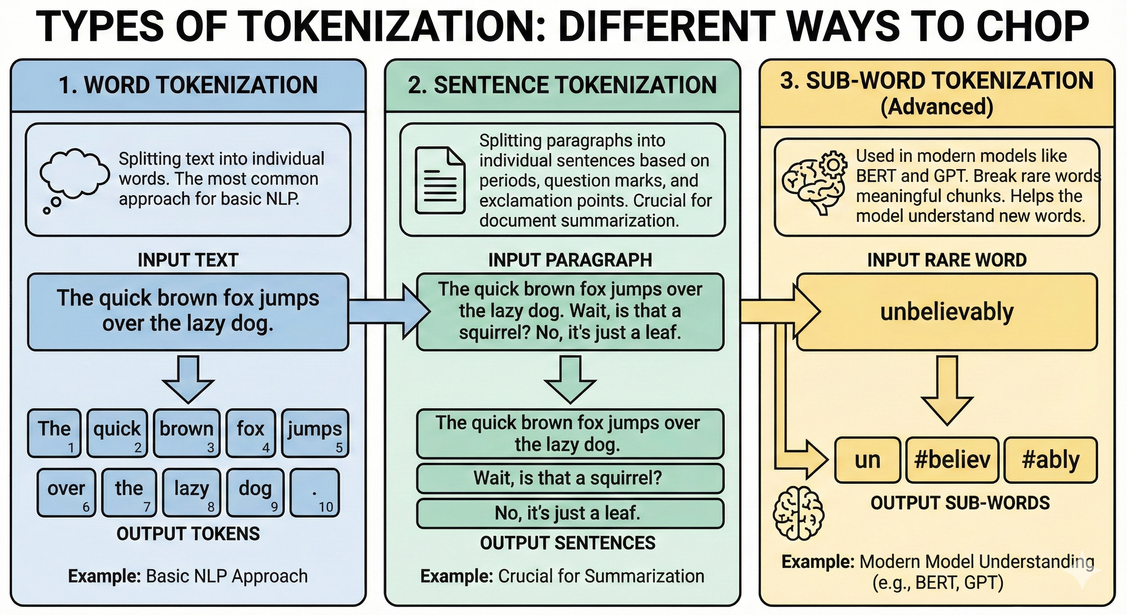 TYPES OF TOKENIZATION: DIFFERENT WAYS TO CHOP
1. WORD TOKENIZATION
Splitting text into individual
words. The most common
approach for basic NLP.
INPUT TEXT
The quick brown fox jumps
over the lazy dog.
The 1 quick 2 brown 3 fox 4 jumps 5
over 6 the 7 lazy 8 dog 9 . 10
OUTPUT TOKENS
Example: Basic NLP Approach
2. SENTENCE TOKENIZATION
Splitting paragraphs into
individual sentences based on
periods, question marks, and
exclamation points. Crucial for
document summarization.
INPUT PARAGRAPH
The quick brown fox jumps over
the lazy dog. Wait, is that a
squirrel? No, it's just a leaf.
The quick brown fox jumps over
the lazy dog.
Wait, is that a squirrel?
No, it’s just a leaf.
OUTPUT SENTENCES
Example: Crucial for Summarization
3. SUB-WORD TOKENIZATION
(Advanced)
Used in modern models like
BERT and GPT. Break rare words
meaningful chunks. Helps the
model understand new words.
INPUT RARE WORD
unbelievably
un #believ #ably
OUTPUT SUB-WORDS
Example: Modern Model Understanding
(e.g., BERT, GPT)